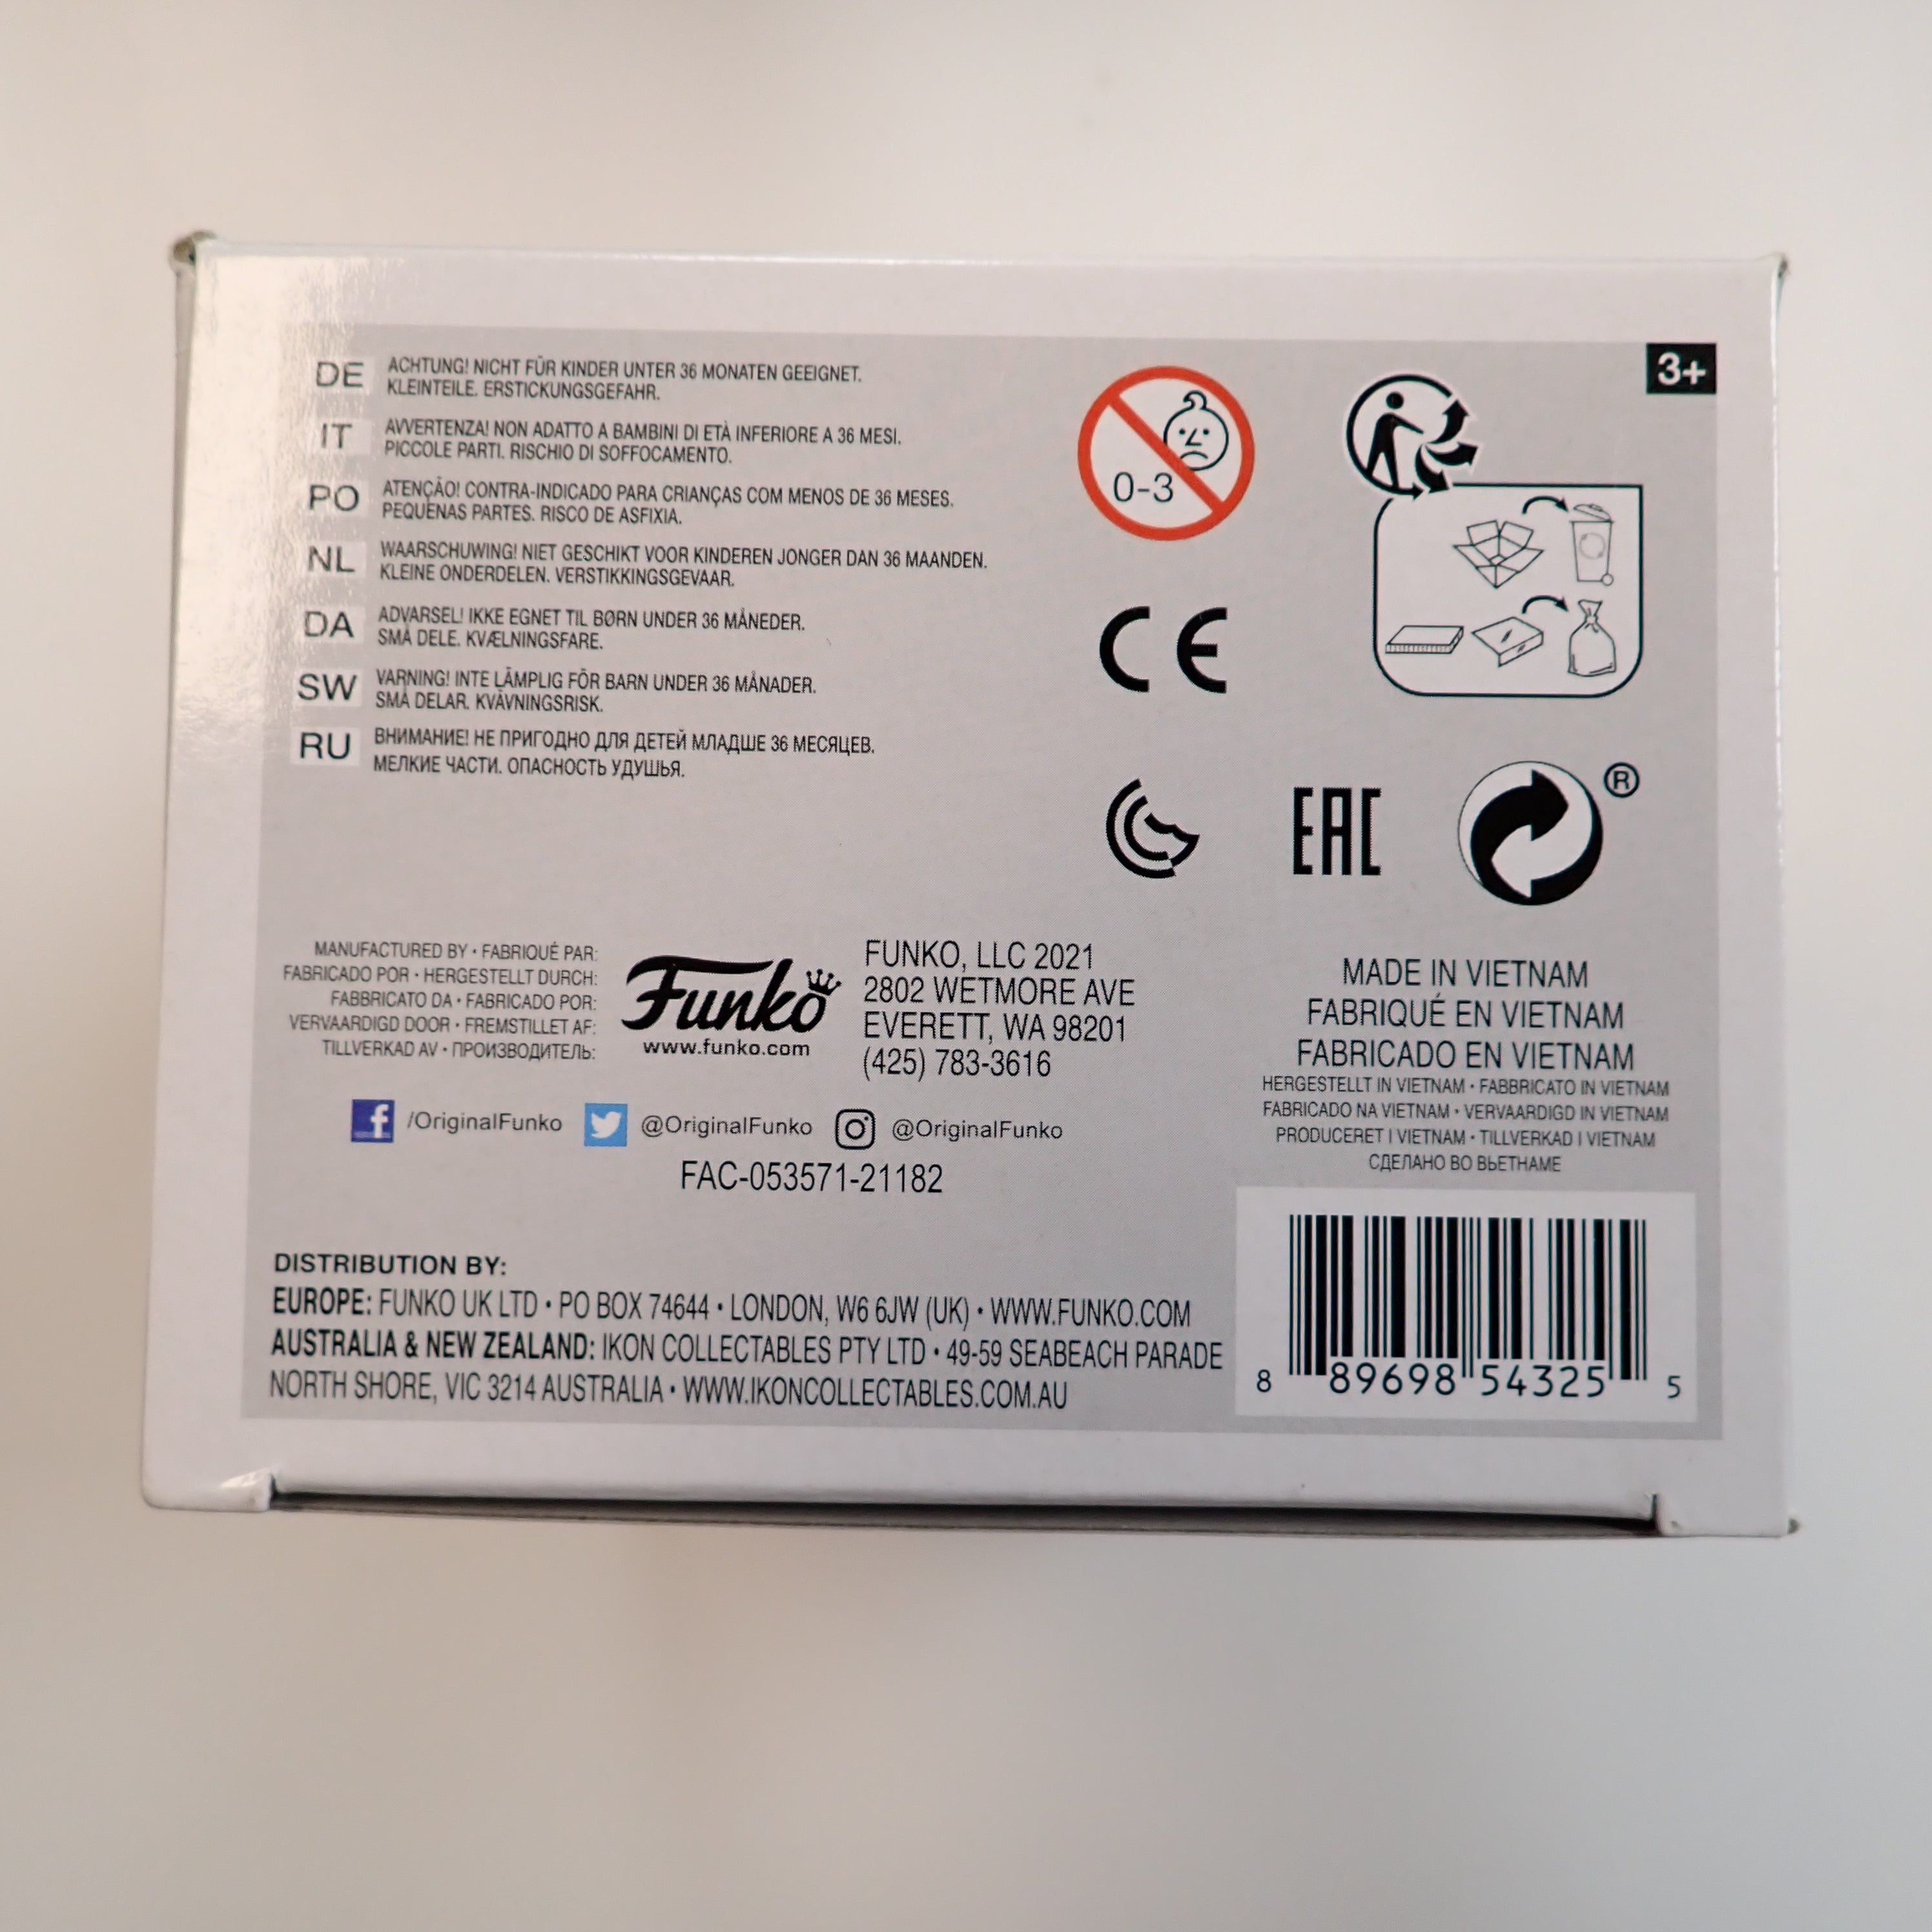 3+
DE
ACHTUNG! NICHT FÜR KINDER UNTER 36 MONATEN GEEIGNET.
KLEINTEILE. ERSTICKUNGSGEFAHR.
IT
AVVERTENZA! NON ADATTO A BAMBINI DI ETÀ INFERIORE A 36 MESI.
PICCOLE PARTI. RISCHIO DI SOFFOCAMENTO.
PO
ATENÇÃO! CONTRA-INDICADO PARA CRIANÇAS COM MENOS DE 36 MESES.
PEQUENAS PARTES. RISCO DE ASFIXIA.
NL
WAARSCHUWING! NIET GESCHIKT VOOR KINDEREN JONGER DAN 36 MAANDEN.
KLEINE ONDERDELEN. VERSTIKKINGSGEVAAR.
DA
ADVARSEL! IKKE EGNET TIL BØRN UNDER 36 MÅNEDER.
SMÅ DELE. KVÆLNINGSFARE.
SW
VARNING! INTE LÄMPLIG FÖR BARN UNDER 36 MÅNADER.
SMÅ DELAR. KVÄVNINGSRISK.
RU
ВНИМАНИЕ! НЕ ПРИГОДНО ДЛЯ ДЕТЕЙ МЛАДШЕ 36 МЕСЯЦЕВ.
МЕЛКИЕ ЧАСТИ. ОПАСНОСТЬ УДУШЬЯ.
0-3
CE
EAC
®
MANUFACTURED BY • FABRIQUÉ PAR:
FABRICADO POR • HERGESTELLT DURCH:
FABBRICATO DA • FABRICADO POR:
VERVAARDIGD DOOR • FREMSTILLET AF:
TILLVERKAD AV • ПРОИЗВОДИТЕЛЬ:
Funko
www.funko.com
FUNKO, LLC 2021
2802 WETMORE AVE
EVERETT, WA 98201
(425) 783-3616
/OriginalFunko @OriginalFunko @OriginalFunko
FAC-053571-21182
MADE IN VIETNAM
FABRIQUÉ EN VIETNAM
FABRICADO EN VIETNAM
HERGESTELLT IN VIETNAM • FABBRICATO IN VIETNAM
FABRICADO NA VIETNAM • VERVAARDIGD IN VIETNAM
PRODUCERET I VIETNAM • TILLVERKAD I VIETNAM
СДЕЛАНО ВО ВЬЕТНАМЕ
DISTRIBUTION BY:
EUROPE: FUNKO UK LTD • PO BOX 74644 • LONDON, W6 6JW (UK) • WWW.FUNKO.COM
AUSTRALIA & NEW ZEALAND: IKON COLLECTABLES PTY LTD • 49-59 SEABEACH PARADE
NORTH SHORE, VIC 3214 AUSTRALIA • WWW.IKONCOLLECTABLES.COM.AU
8 89698 54325 5